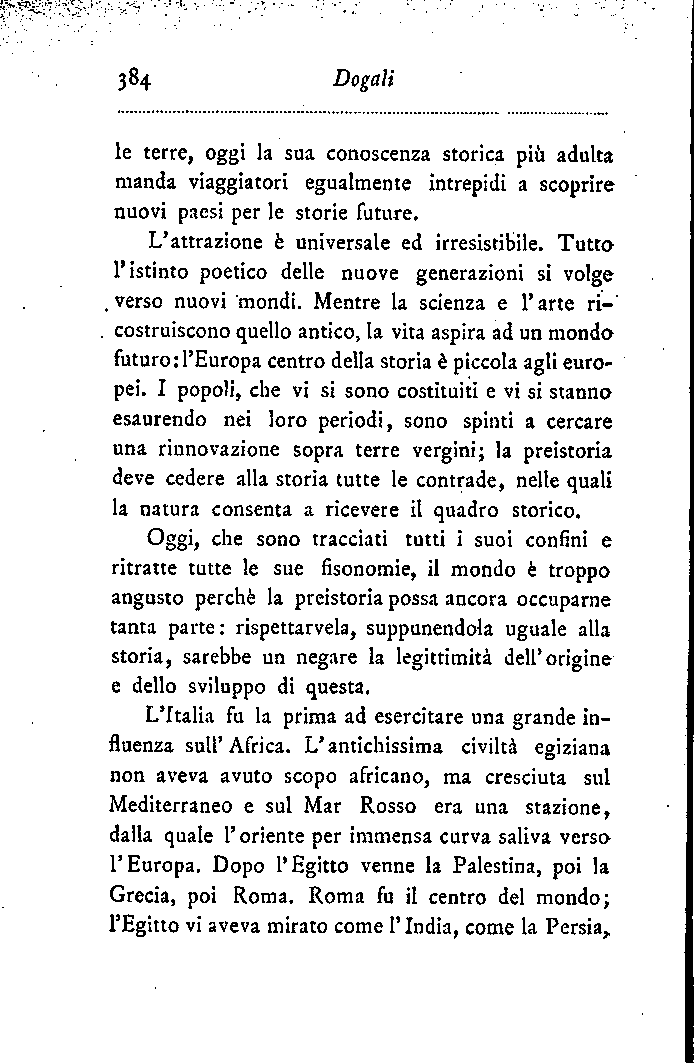 384 Dogali
le terre, oggi la sua conoscenza storica più adulta
manda viaggiatori egualmente intrepidi a scoprire
nuovi paesi per le storie future.
L'attrazione è universale ed irresistibile. Tutto
l'istinto poetico delle nuove generazioni si volge
verso nuovi mondi. Mentre la scienza e l'arte ri-
costruiscono quello antico, la vita aspira ad un mondo
futuro: l'Europa centro della storia è piccola agli euro-
pei. I popoli, che vi si sono costituiti e vi si stanno
esaurendo nei loro periodi, sono spinti a cercare
una rinnovazione sopra terre vergini; la preistoria
deve cedere alla storia tutte le contrade, nelle quali
la natura consenta a ricevere il quadro storico.
Oggi, che sono tracciati tutti i suoi confini e
ritratte tutte le sue fisonomie, il mondo è troppo
angusto perchè la preistoria possa ancora occuparne
tanta parte: rispettarvela, suppunendola uguale alla
storia, sarebbe un negare la legittimità dell'origine
e dello sviluppo di questa.
L'Italia fu la prima ad esercitare una grande in-
fluenza sull'Africa. L'antichissima civiltà egiziana
non aveva avuto scopo africano, ma cresciuta sul
Mediterraneo e sul Mar Rosso era una stazione,
dalla quale l'oriente per immensa curva saliva verso
l'Europa. Dopo l'Egitto venne la Palestina, poi la
Grecia, poi Roma. Roma fu il centro del mondo;
l'Egitto vi aveva mirato come l'India, come la Persia,